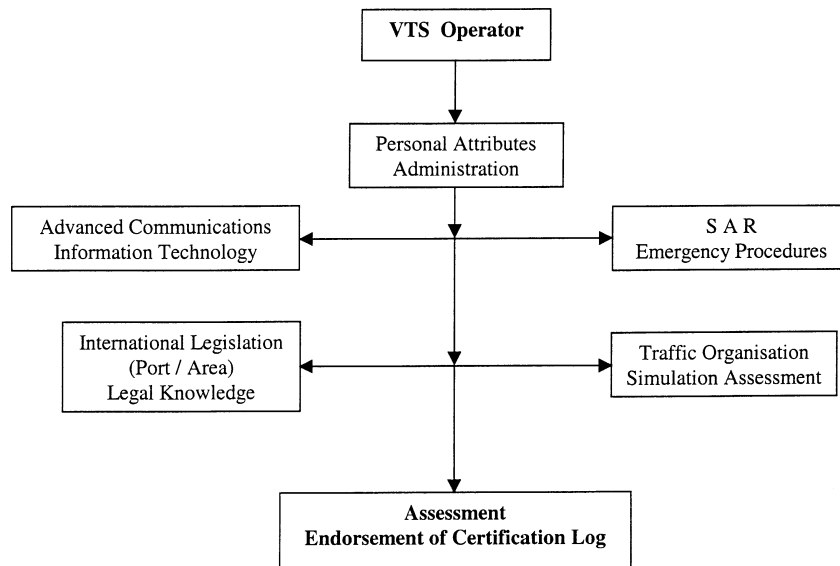 VTS Operator
Personal Attributes
Administration
Advanced Communications
Information Technology
S A R
Emergency Procedures
International Legislation
(Port / Area)
Legal Knowledge
Traffic Organisation
Simulation Assessment
Assessment
Endorsement of Certification Log